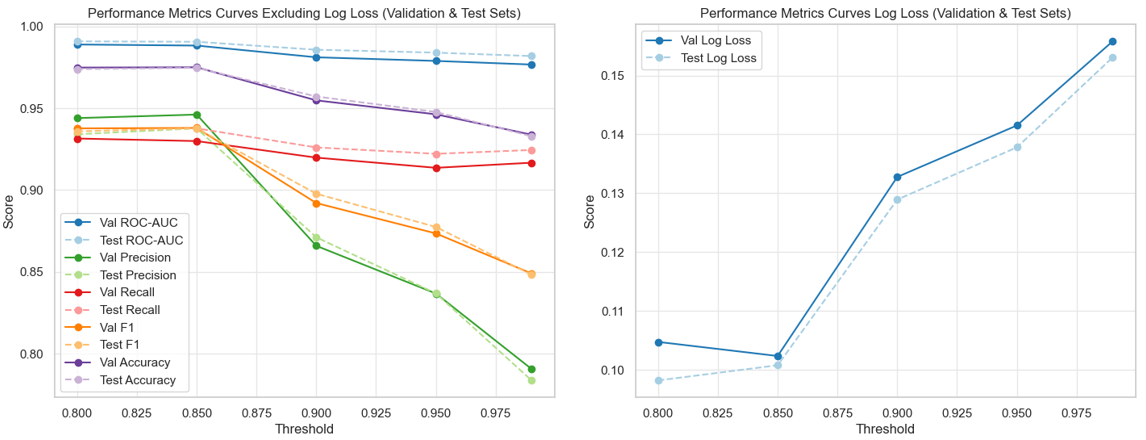 Performance Metrics Curves Excluding Log Loss (Validation & Test Sets)
1.00
0.95
0.90
0.85
0.80
Score
Val ROC-AUC
Test ROC-AUC
Val Precision
Test Precision
Val Recall
Test Recall
Val F1
Test F1
Val Accuracy
Test Accuracy
0.800 0.825 0.850 0.875 0.900 0.925 0.950 0.975
Threshold
Performance Metrics Curves Log Loss (Validation & Test Sets)
Val Log Loss
Test Log Loss
0.15
0.14
0.13
0.12
0.11
0.10
Score
0.800 0.825 0.850 0.875 0.900 0.925 0.950 0.975
Threshold